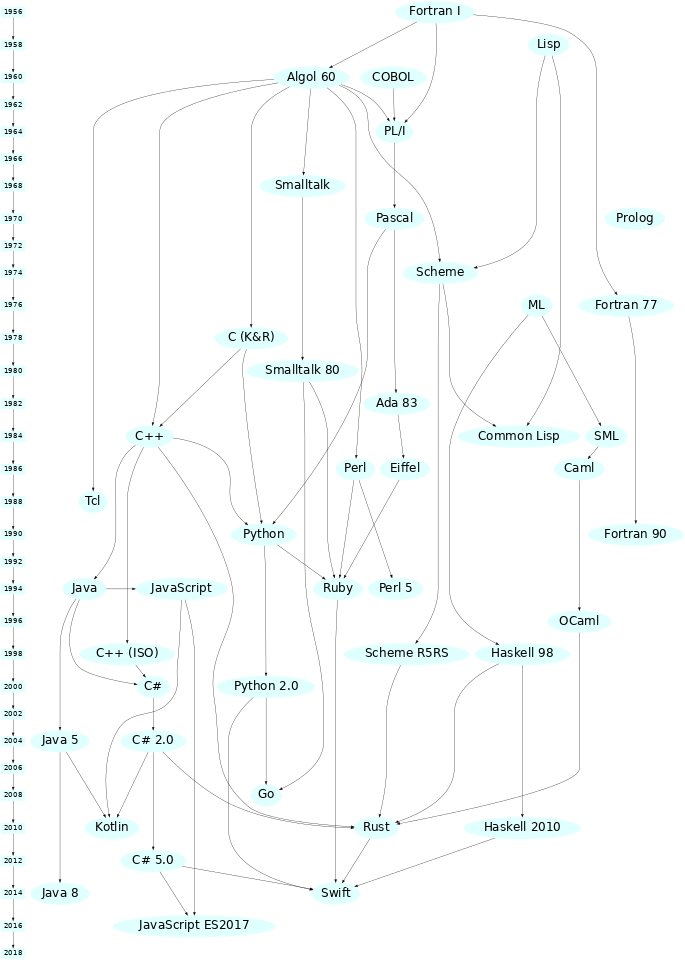 1956
Fortran I
1958
Lisp
1960
Algol 60
COBOL
1962
1964
PL/I
1966
1968
Smalltalk
1970
Pascal
Prolog
1972
1974
Scheme
1976
ML
Fortran 77
1978
C (K&R)
1980
Smalltalk 80
1982
Ada 83
1984
C++
Common Lisp
SML
1986
Perl
Eiffel
Caml
1988
Tcl
1990
Python
Fortran 90
1992
1994
Java
JavaScript
Ruby
Perl 5
1996
OCaml
1998
C++ (ISO)
Scheme R5RS
Haskell 98
2000
C#
Python 2.0
2002
2004
Java 5
C# 2.0
2006
2008
Go
2010
Kotlin
Rust
Haskell 2010
2012
C# 5.0
2014
Java 8
Swift
2016
JavaScript ES2017
2018